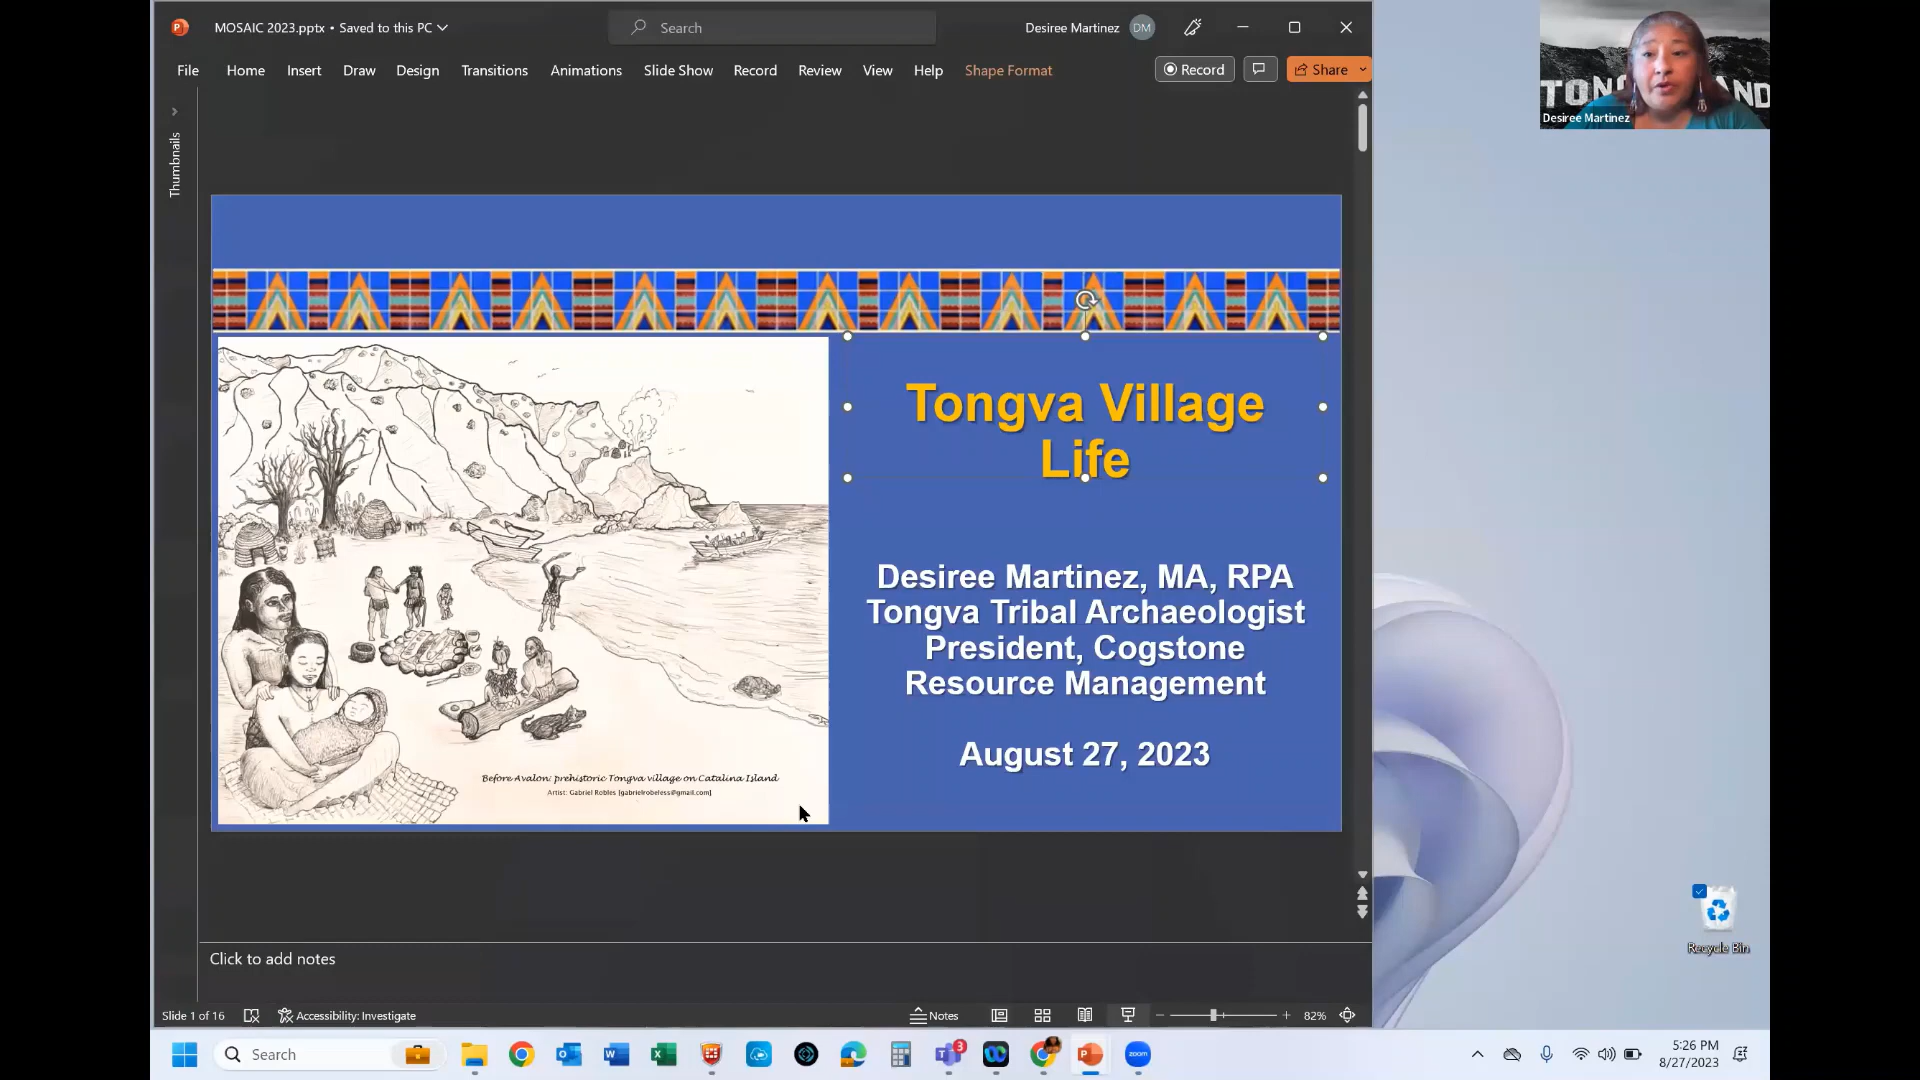 MOSAIC 2023.pptx • Saved to this PC
Search
Desiree Martinez
DM
File
Home
Insert
Draw
Design
Transitions
Animations
Slide Show
Record
Review
View
Help
Shape Format
Record
Share
Thumbnails
Tongva Village
Life
Desiree Martinez, MA, RPA
Tongva Tribal Archaeologist
President, Cogstone
Resource Management
August 27, 2023
Before Avalon: prehistoric Tongva village on Catalina Island
Artist: Gabriel Robles [gabrielrobeless@gmail.com]
Click to add notes
Slide 1 of 16
Accessibility: Investigate
Notes
82%
Desiree Martinez
Recycle Bin
Search
3
zoom
5:26 PM
8/27/2023